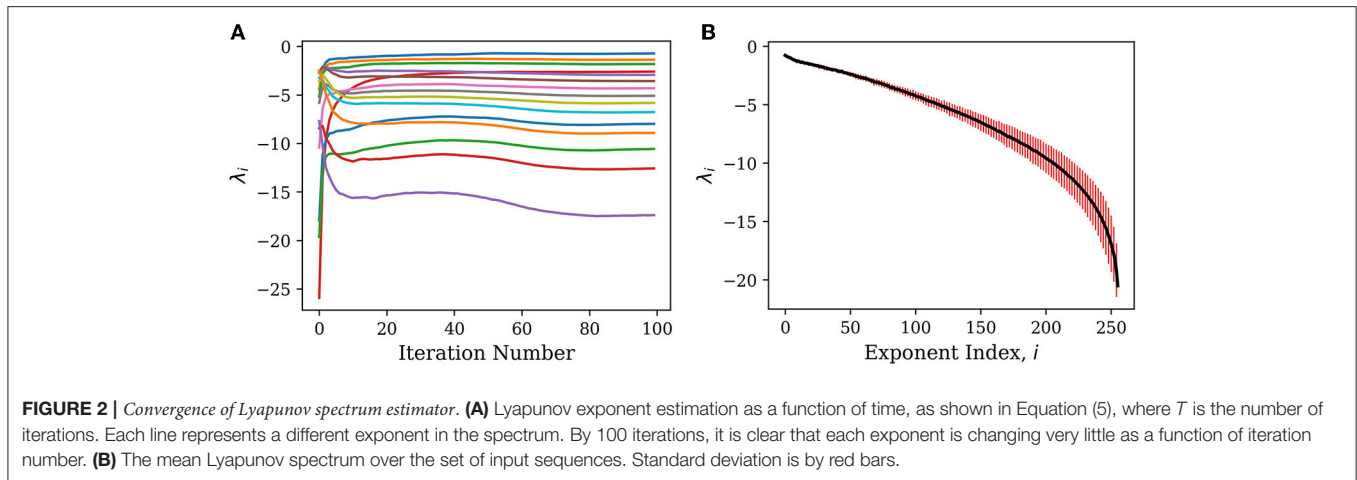 A
B
0
−5
−10
−15
−20
−25
λi
0 20 40 60 80 100
Iteration Number
0
−5
−10
−15
−20
λi
0 50 100 150 200 250
Exponent Index, i
FIGURE 2 | Convergence of Lyapunov spectrum estimator. (A) Lyapunov exponent estimation as a function of time, as shown in Equation (5), where T is the number of
iterations. Each line represents a different exponent in the spectrum. By 100 iterations, it is clear that each exponent is changing very little as a function of iteration
number. (B) The mean Lyapunov spectrum over the set of input sequences. Standard deviation is by red bars.